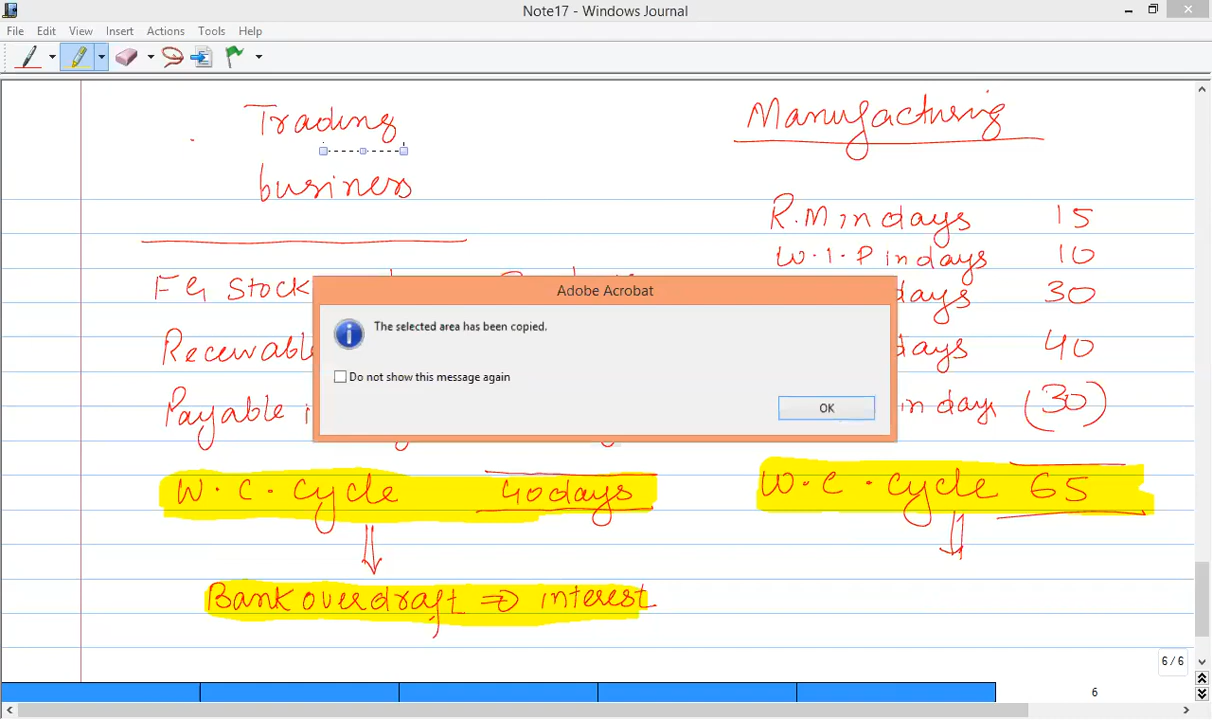 Note17 - Windows Journal
File Edit View Insert Actions Tools Help
Trading
business
Manufacturing
R.M in days 15
W.I.P in days 10
FG Stock
days 30
Receivabl
days 40
Payable i
in days (30)
Adobe Acrobat
The selected area has been copied.
Do not show this message again
OK
W.C. Cycle 40days
W.C. Cycle 65
Bank overdraft ⇒ interest
6 / 6
6